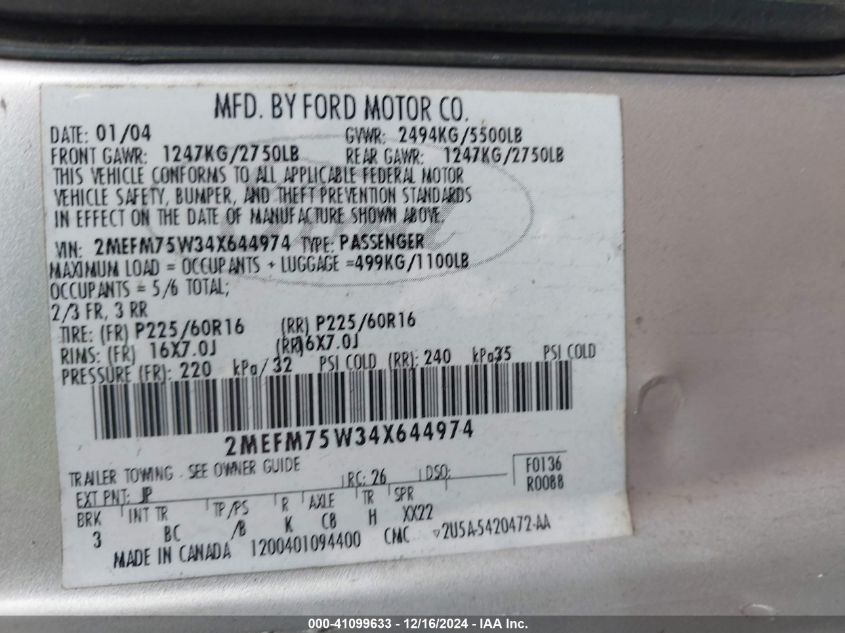 MFD. BY FORD MOTOR CO.
DATE: 01/04 GVWR: 2494KG/5500LB
FRONT GAWR: 1247KG/2750LB REAR GAWR: 1247KG/2750LB
THIS VEHICLE CONFORMS TO ALL APPLICABLE FEDERAL MOTOR
VEHICLE SAFETY, BUMPER, AND THEFT PREVENTION STANDARDS
IN EFFECT ON THE DATE OF MANUFACTURE SHOWN ABOVE.
VIN: 2MEFM75W34X644974 TYPE: PASSENGER
MAXIMUM LOAD = OCCUPANTS + LUGGAGE =499KG/1100LB
OCCUPANTS = 5/6 TOTAL;
2/3 FR, 3 RR
TIRE: (FR) P225/60R16 (RR) P225/60R16
RIMS: (FR) 16X7.0J (RR)16X7.0J
PRESSURE (FR): 220 kPa/ 32 PSI COLD (RR): 240 kPa/35 PSI COLD
2MEFM75W34X644974
TRAILER TOWING - SEE OWNER GUIDE
EXT PNT: JP RC: 26 DSO: F0136
R0088
BRK INT TR TP/PS R AXLE TR SPR
3 BC /B K C8 H XX22
MADE IN CANADA 1200401094400 CMC ▽2U5A-5420472-AA
000-41099633 - 12/16/2024 - IAA Inc.